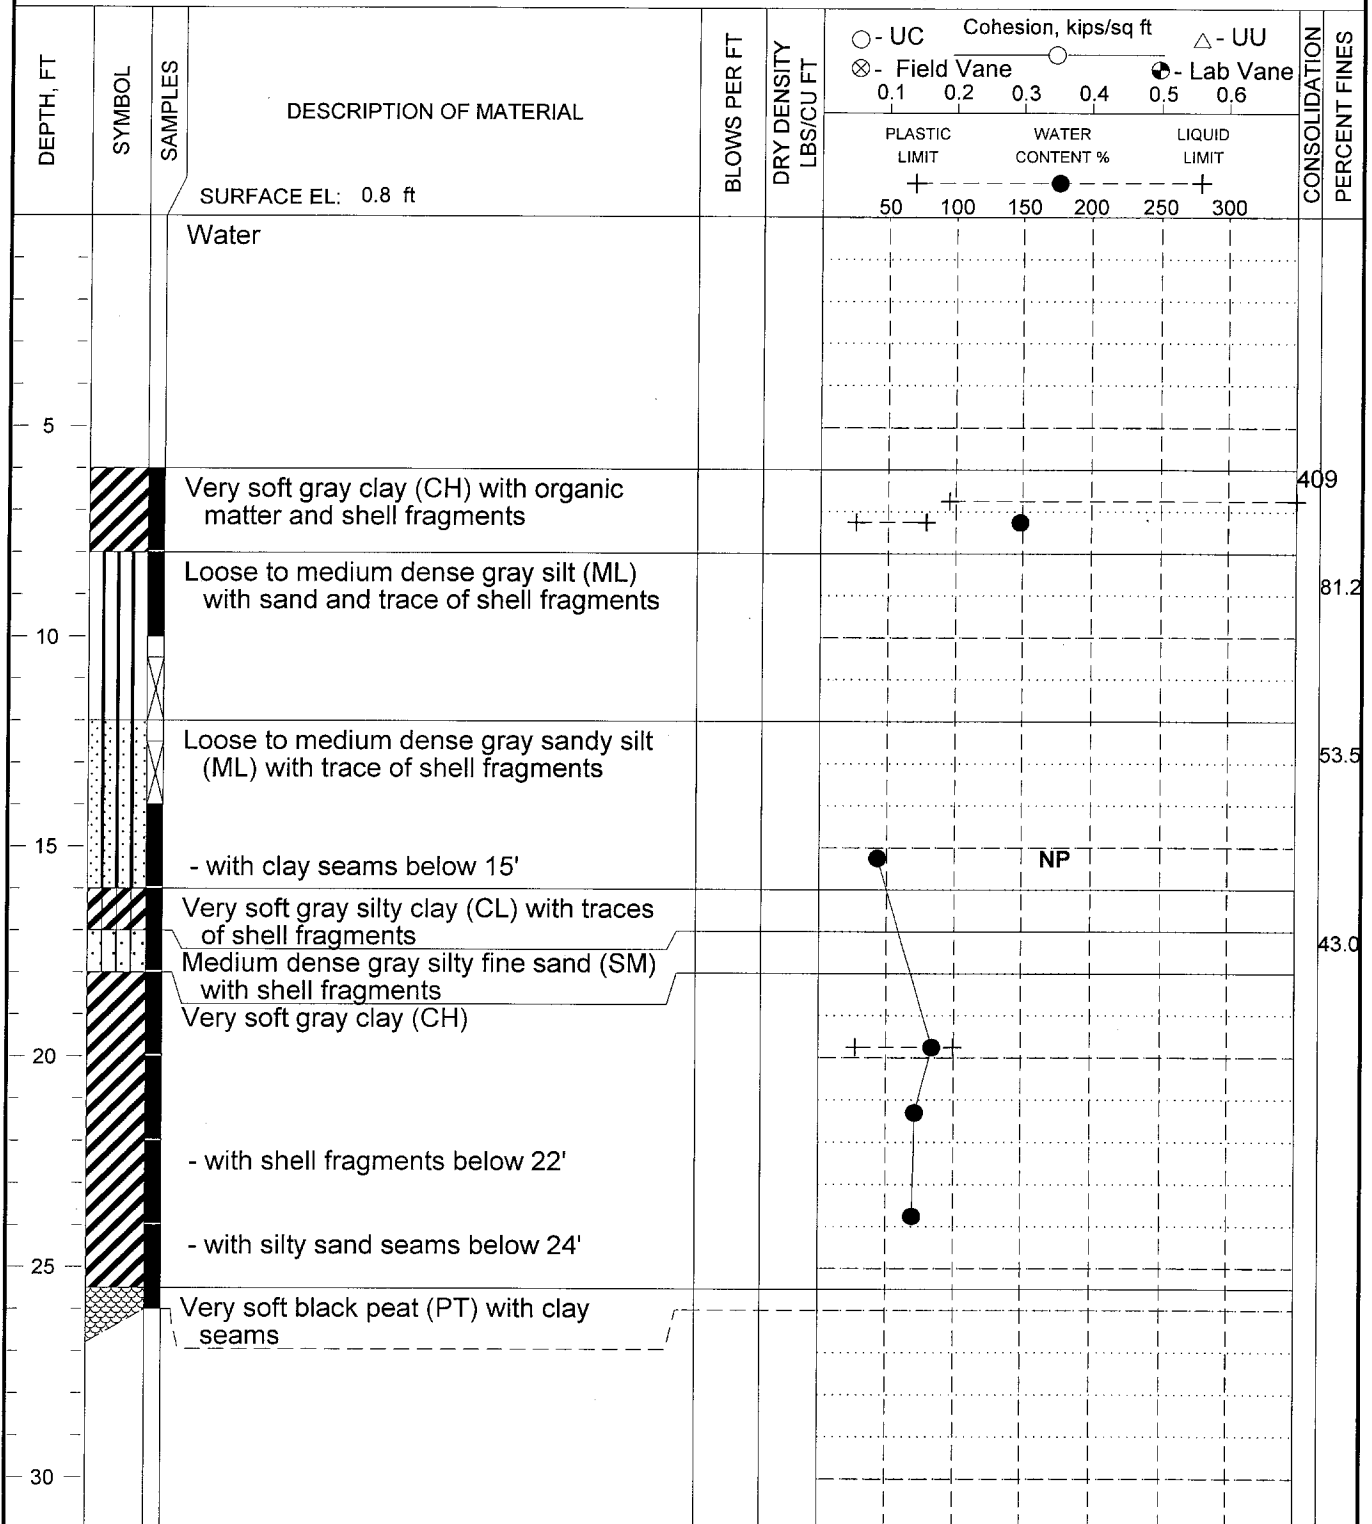 DEPTH, FT
SYMBOL
SAMPLES
DESCRIPTION OF MATERIAL
SURFACE EL: 0.8 ft
BLOWS PER FT
DRY DENSITY
LBS/CU FT
○ - UC
Cohesion, kips/sq ft
△ - UU
⊗ - Field Vane
- Lab Vane
0.1 0.2 0.3 0.4 0.5 0.6
PLASTIC
LIMIT
WATER
CONTENT %
LIQUID
LIMIT
50 100 150 200 250 300
CONSOLIDATION
PERCENT FINES
Water
5
409
Very soft gray clay (CH) with organic
matter and shell fragments
Loose to medium dense gray silt (ML)
with sand and trace of shell fragments
81.2
10
Loose to medium dense gray sandy silt
(ML) with trace of shell fragments
53.5
15
- with clay seams below 15'
NP
Very soft gray silty clay (CL) with traces
of shell fragments
43.0
Medium dense gray silty fine sand (SM)
with shell fragments
Very soft gray clay (CH)
20
- with shell fragments below 22'
- with silty sand seams below 24'
25
Very soft black peat (PT) with clay
seams
30